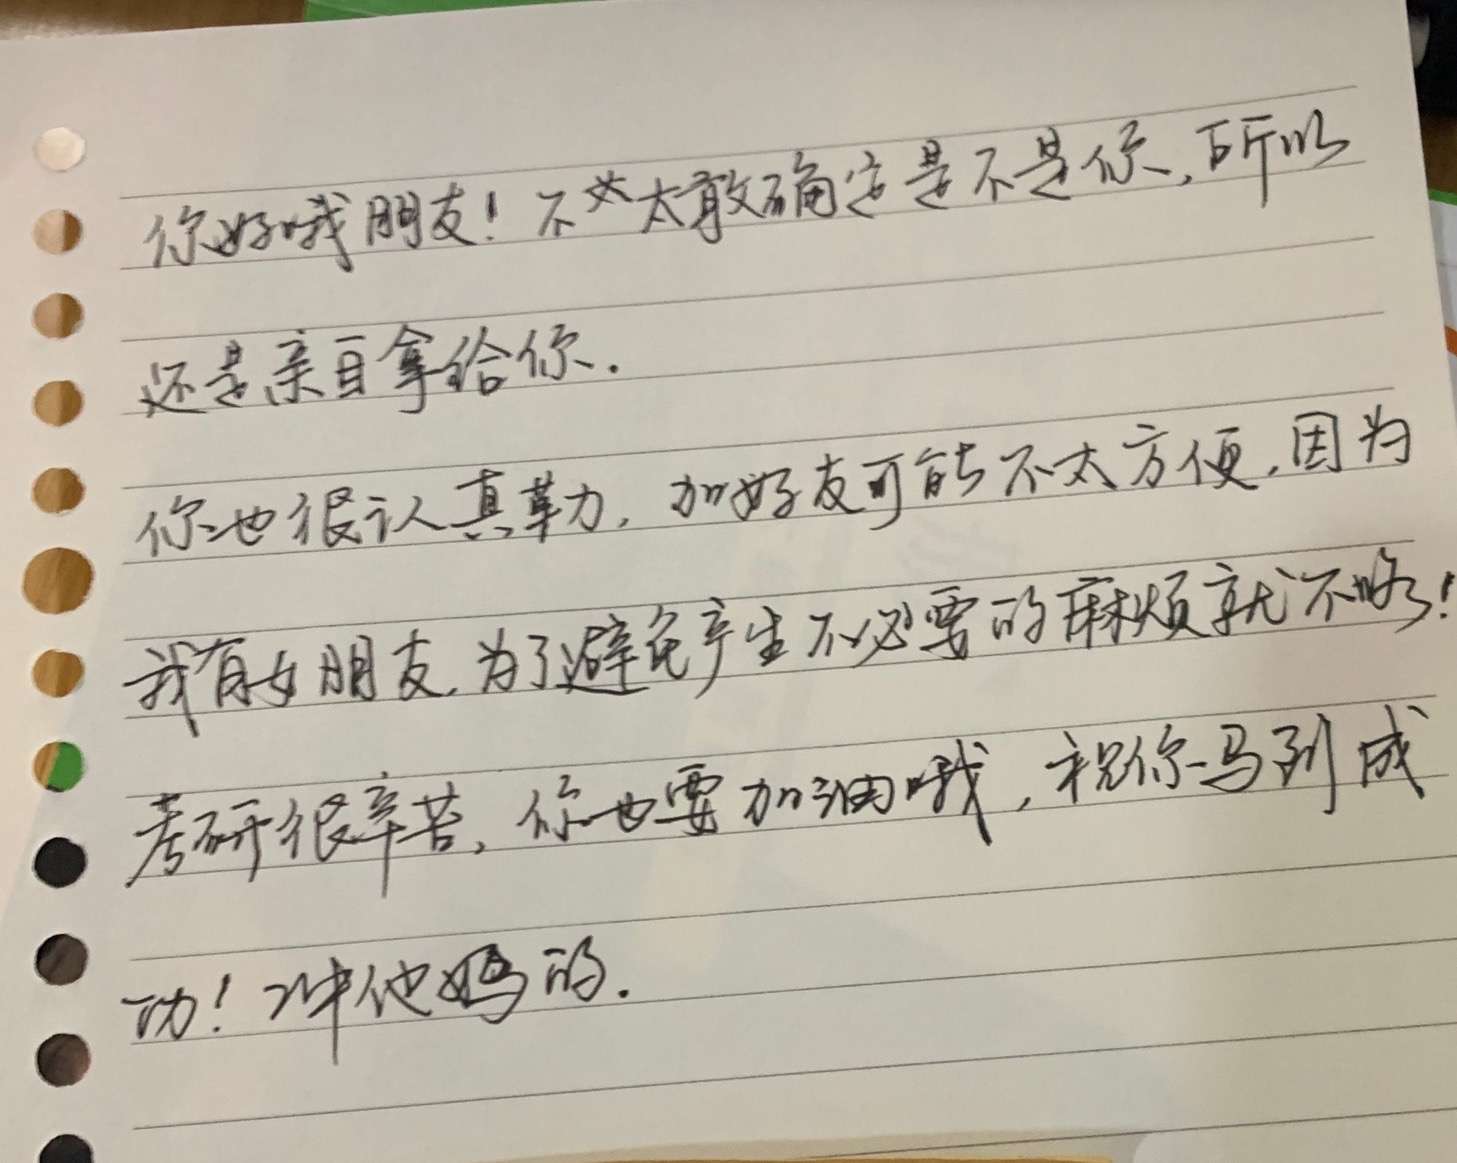 你好哦朋友！不太敢确定是不是你，所以
还是亲自拿给你.
你也很认真努力，加好友可能不太方便，因为
我有女朋友，为了避免产生不必要的麻烦就不咯！
考研很辛苦，你也要加油哦，祝你马到成
功！冲他妈的.